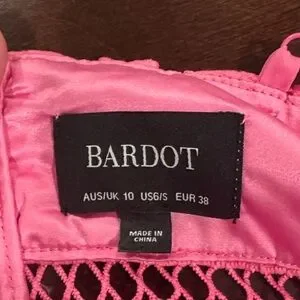 BARDOT
AUS/UK 10 US6/S EUR 38
MADE IN
CHINA